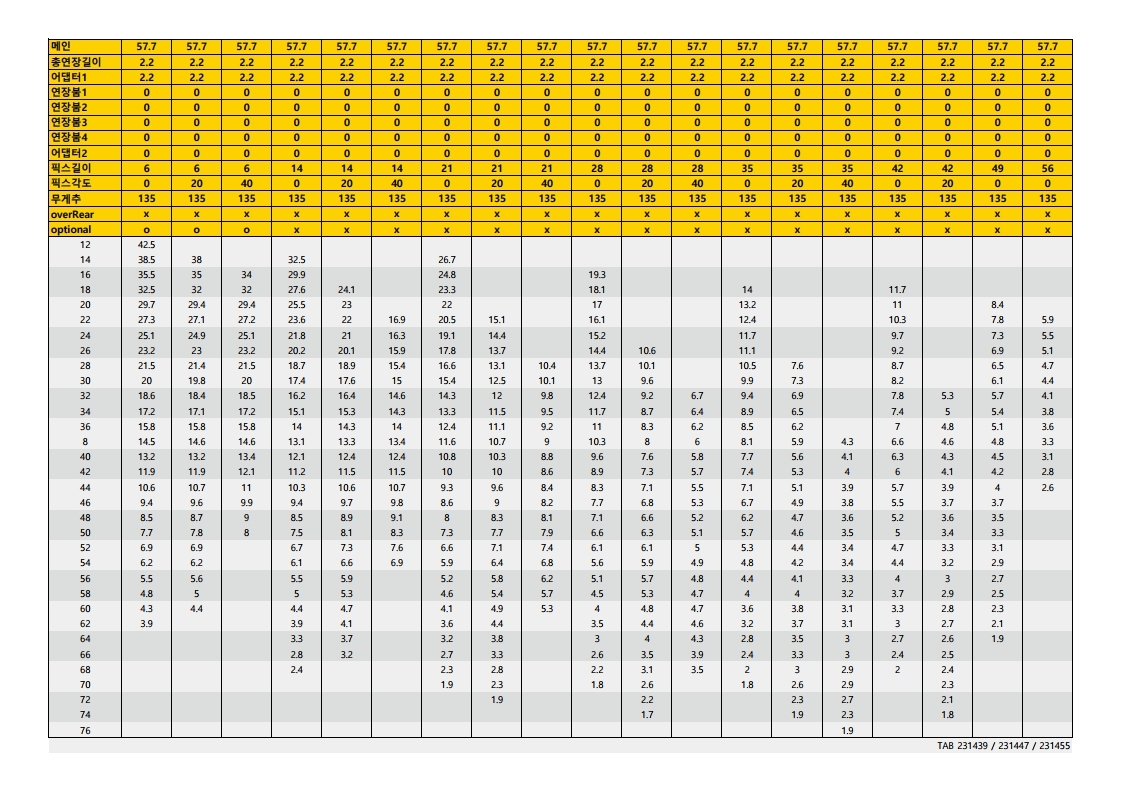 메인 57.7 57.7 57.7 57.7 57.7 57.7 57.7 57.7 57.7 57.7 57.7 57.7 57.7 57.7 57.7 57.7 57.7 57.7 57.7
총연장길이 2.2 2.2 2.2 2.2 2.2 2.2 2.2 2.2 2.2 2.2 2.2 2.2 2.2 2.2 2.2 2.2 2.2 2.2 2.2
어댑터1 2.2 2.2 2.2 2.2 2.2 2.2 2.2 2.2 2.2 2.2 2.2 2.2 2.2 2.2 2.2 2.2 2.2 2.2 2.2
연장붐1 0 0 0 0 0 0 0 0 0 0 0 0 0 0 0 0 0 0 0
연장붐2 0 0 0 0 0 0 0 0 0 0 0 0 0 0 0 0 0 0 0
연장붐3 0 0 0 0 0 0 0 0 0 0 0 0 0 0 0 0 0 0 0
연장붐4 0 0 0 0 0 0 0 0 0 0 0 0 0 0 0 0 0 0 0
어댑터2 0 0 0 0 0 0 0 0 0 0 0 0 0 0 0 0 0 0 0
픽스길이 6 6 6 14 14 14 21 21 21 28 28 28 35 35 35 42 42 49 56
픽스각도 0 20 40 0 20 40 0 20 40 0 20 40 0 20 40 0 20 0 0
무게추 135 135 135 135 135 135 135 135 135 135 135 135 135 135 135 135 135 135 135
overRear x x x x x x x x x x x x x x x x x x x
optional o o o x x x x x x x x x x x x x x x x
12 42.5
14 38.5 38 32.5 26.7
16 35.5 35 34 29.9 24.8 19.3
18 32.5 32 32 27.6 24.1 23.3 18.1 14 11.7
20 29.7 29.4 29.4 25.5 23 22 17 13.2 11 8.4
22 27.3 27.1 27.2 23.6 22 16.9 20.5 15.1 16.1 12.4 10.3 7.8 5.9
24 25.1 24.9 25.1 21.8 21 16.3 19.1 14.4 15.2 11.7 9.7 7.3 5.5
26 23.2 23 23.2 20.2 20.1 15.9 17.8 13.7 14.4 10.6 11.1 9.2 6.9 5.1
28 21.5 21.4 21.5 18.7 18.9 15.4 16.6 13.1 10.4 13.7 10.1 10.5 7.6 8.7 6.5 4.7
30 20 19.8 20 17.4 17.6 15 15.4 12.5 10.1 13 9.6 9.9 7.3 8.2 6.1 4.4
32 18.6 18.4 18.5 16.2 16.4 14.6 14.3 12 9.8 12.4 9.2 6.7 9.4 6.9 7.8 5.3 5.7 4.1
34 17.2 17.1 17.2 15.1 15.3 14.3 13.3 11.5 9.5 11.7 8.7 6.4 8.9 6.5 7.4 5 5.4 3.8
36 15.8 15.8 15.8 14 14.3 14 12.4 11.1 9.2 11 8.3 6.2 8.5 6.2 7 4.8 5.1 3.6
8 14.5 14.6 14.6 13.1 13.3 13.4 11.6 10.7 9 10.3 8 6 8.1 5.9 4.3 6.6 4.6 4.8 3.3
40 13.2 13.2 13.4 12.1 12.4 12.4 10.8 10.3 8.8 9.6 7.6 5.8 7.7 5.6 4.1 6.3 4.3 4.5 3.1
42 11.9 11.9 12.1 11.2 11.5 11.5 10 10 8.6 8.9 7.3 5.7 7.4 5.3 4 6 4.1 4.2 2.8
44 10.6 10.7 11 10.3 10.6 10.7 9.3 9.6 8.4 8.3 7.1 5.5 7.1 5.1 3.9 5.7 3.9 4 2.6
46 9.4 9.6 9.9 9.4 9.7 9.8 8.6 9 8.2 7.7 6.8 5.3 6.7 4.9 3.8 5.5 3.7 3.7
48 8.5 8.7 9 8.5 8.9 9.1 8 8.3 8.1 7.1 6.6 5.2 6.2 4.7 3.6 5.2 3.6 3.5
50 7.7 7.8 8 7.5 8.1 8.3 7.3 7.7 7.9 6.6 6.3 5.1 5.7 4.6 3.5 5 3.4 3.3
52 6.9 6.9 6.7 7.3 7.6 6.6 7.1 7.4 6.1 6.1 5 5.3 4.4 3.4 4.7 3.3 3.1
54 6.2 6.2 6.1 6.6 6.9 5.9 6.4 6.8 5.6 5.9 4.9 4.8 4.2 3.4 4.4 3.2 2.9
56 5.5 5.6 5.5 5.9 5.2 5.8 6.2 5.1 5.7 4.8 4.4 4.1 3.3 4 3 2.7
58 4.8 5 5 5.3 4.6 5.4 5.7 4.5 5.3 4.7 4 4 3.2 3.7 2.9 2.5
60 4.3 4.4 4.4 4.7 4.1 4.9 5.3 4 4.8 4.7 3.6 3.8 3.1 3.3 2.8 2.3
62 3.9 3.9 4.1 3.6 4.4 3.5 4.4 4.6 3.2 3.7 3.1 3 2.7 2.1
64 3.3 3.7 3.2 3.8 3 4 4.3 2.8 3.5 3 2.7 2.6 1.9
66 2.8 3.2 2.7 3.3 2.6 3.5 3.9 2.4 3.3 3 2.4 2.5
68 2.4 2.3 2.8 2.2 3.1 3.5 2 3 2.9 2 2.4
70 1.9 2.3 1.8 2.6 1.8 2.6 2.9 2.3
72 1.9 2.2 2.3 2.7 2.1
74 1.7 1.9 2.3 1.8
76 1.9
TAB 231439 / 231447 / 231455